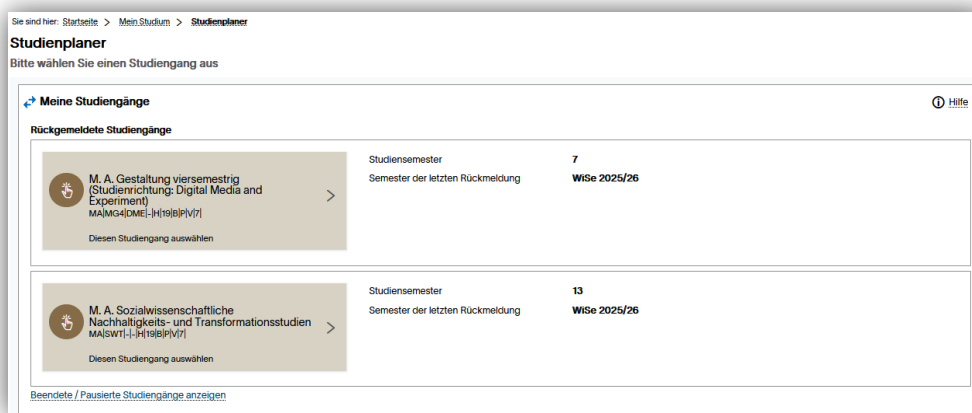 Sie sind hier: Startseite > Mein Studium > Studienplaner
Studienplaner
Bitte wählen Sie einen Studiengang aus
Meine Studiengänge
Hilfe
Rückgemeldete Studiengänge
M. A. Gestaltung viersemestrig
(Studienrichtung: Digital Media and
Experiment)
MA|MG4|DME|-|H|19|B|P|V|7|
Diesen Studiengang auswählen
Studiensemester 7
Semester der letzten Rückmeldung WiSe 2025/26
M. A. Sozialwissenschaftliche
Nachhaltigkeits- und Transformationsstudien
MA|SWT|-|-|H|19|B|P|V|7|
Diesen Studiengang auswählen
Studiensemester 13
Semester der letzten Rückmeldung WiSe 2025/26
Beendete / Pausierte Studiengänge anzeigen